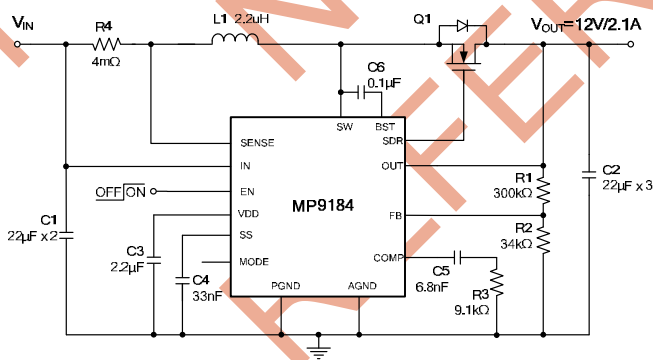 VIN
R4
4mΩ
L1 2.2uH
Q1
VOUT=12V/2.1A
C6
0.1µF
SW
BST
SDR
SENSE
IN
OUT
OFF ON
EN
MP9184
VDD
FB
SS
MODE
COMP
PGND
AGND
C1
22µF x2
C3
2.2µF
C4
33nF
C5
6.8nF
R3
9.1kΩ
R1
300kΩ
R2
34kΩ
C2
22µF x 3